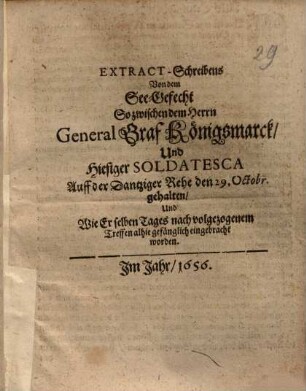 29
EXTRACT-Schreibens
Von dem
See-Gefecht
So zwischen dem Herrn
General Graf Königsmarck/
Und
Hiesiger SOLDATESCA
Auff der Dantziger Rehe den 29. Octobr.
gehalten/
Und
Wie Er selben Tages nach volgezogenem
Treffen alhie gefänglich eingebracht
worden.
Im Jahr/ 1656.